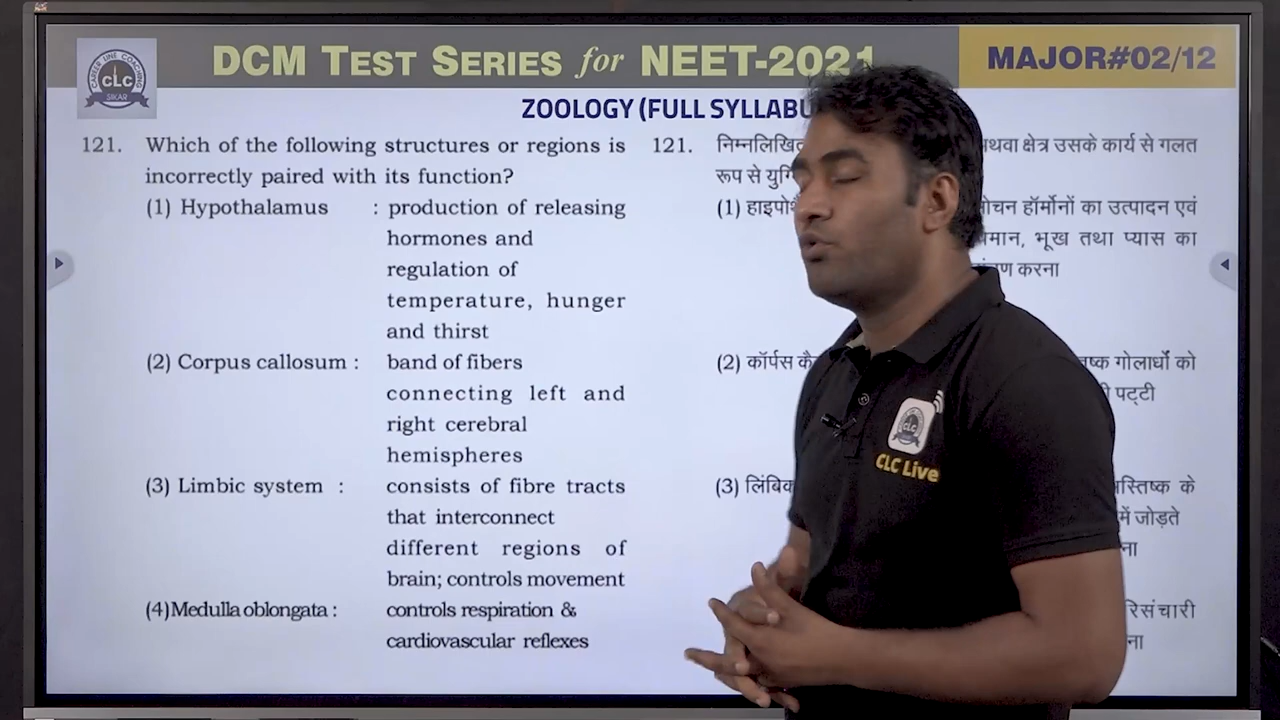 DCM TEST SERIES for NEET-2021
MAJOR#02/12
CAREER LINE COACHING
CLC
SIKAR
ZOOLOGY (FULL SYLLABU
121. Which of the following structures or regions is
incorrectly paired with its function?
(1) Hypothalamus : production of releasing
hormones and
regulation of
temperature, hunger
and thirst
(2) Corpus callosum : band of fibers
connecting left and
right cerebral
hemispheres
(3) Limbic system : consists of fibre tracts
that interconnect
different regions of
brain; controls movement
(4)Medulla oblongata : controls respiration &
cardiovascular reflexes
121. निम्नलिखित अथवा क्षेत्र उसके कार्य से गलत
रूप से
(1) का उत्पादन एवं
भूख तथा प्यास का
करना
(2) कॉर्पस को
पट्टी
(3) के
में जोड़ते
CLC
CLC Live